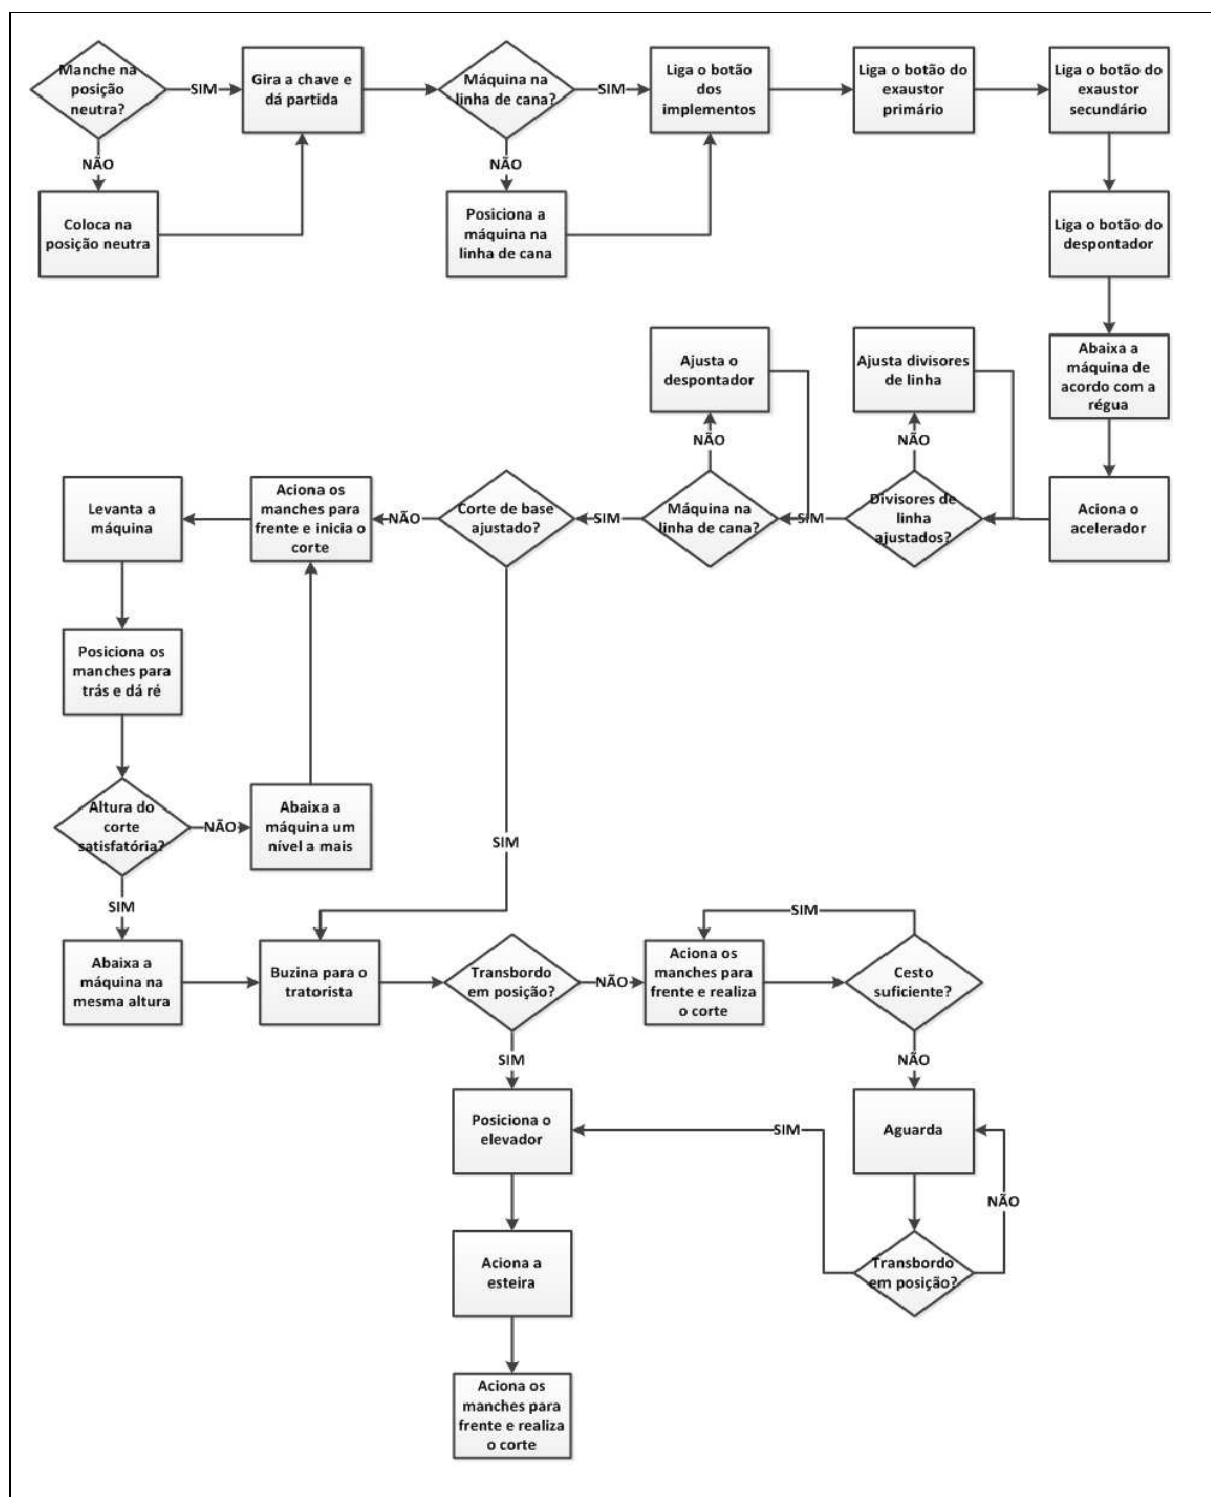 Manche na
posição
neutra?
SIM
Gira a chave e
dá partida
Máquina na
linha de cana?
SIM
Liga o botão
dos
implementos
Liga o botão do
exaustor
primário
Liga o botão do
exaustor
secundário
NÃO
NÃO
Coloca na
posição neutra
Posiciona a
máquina na
linha de cana
Liga o botão do
despontador
Ajusta o
despontador
Ajusta divisores
de linha
Abaixa a
máquina de
acordo com a
régua
NÃO
NÃO
Levanta a
máquina
Aciona os
manches para
frente e inicia o
corte
NÃO
Corte de base
ajustado?
SIM
Máquina na
linha de cana?
SIM
Divisores de
linha
ajustados?
Aciona o
acelerador
Posiciona os
manches para
trás e dá ré
Altura do
corte
satisfatória?
NÃO
Abaixa a
máquina um
nível a mais
SIM
SIM
SIM
Abaixa a
máquina na
mesma altura
Buzina para o
tratorista
Transbordo
em posição?
NÃO
Aciona os
manches para
frente e realiza
o corte
Cesto
suficiente?
SIM
NÃO
Posiciona o
elevador
SIM
Aguarda
NÃO
Aciona a
esteira
Transbordo
em posição?
Aciona os
manches para
frente e realiza
o corte